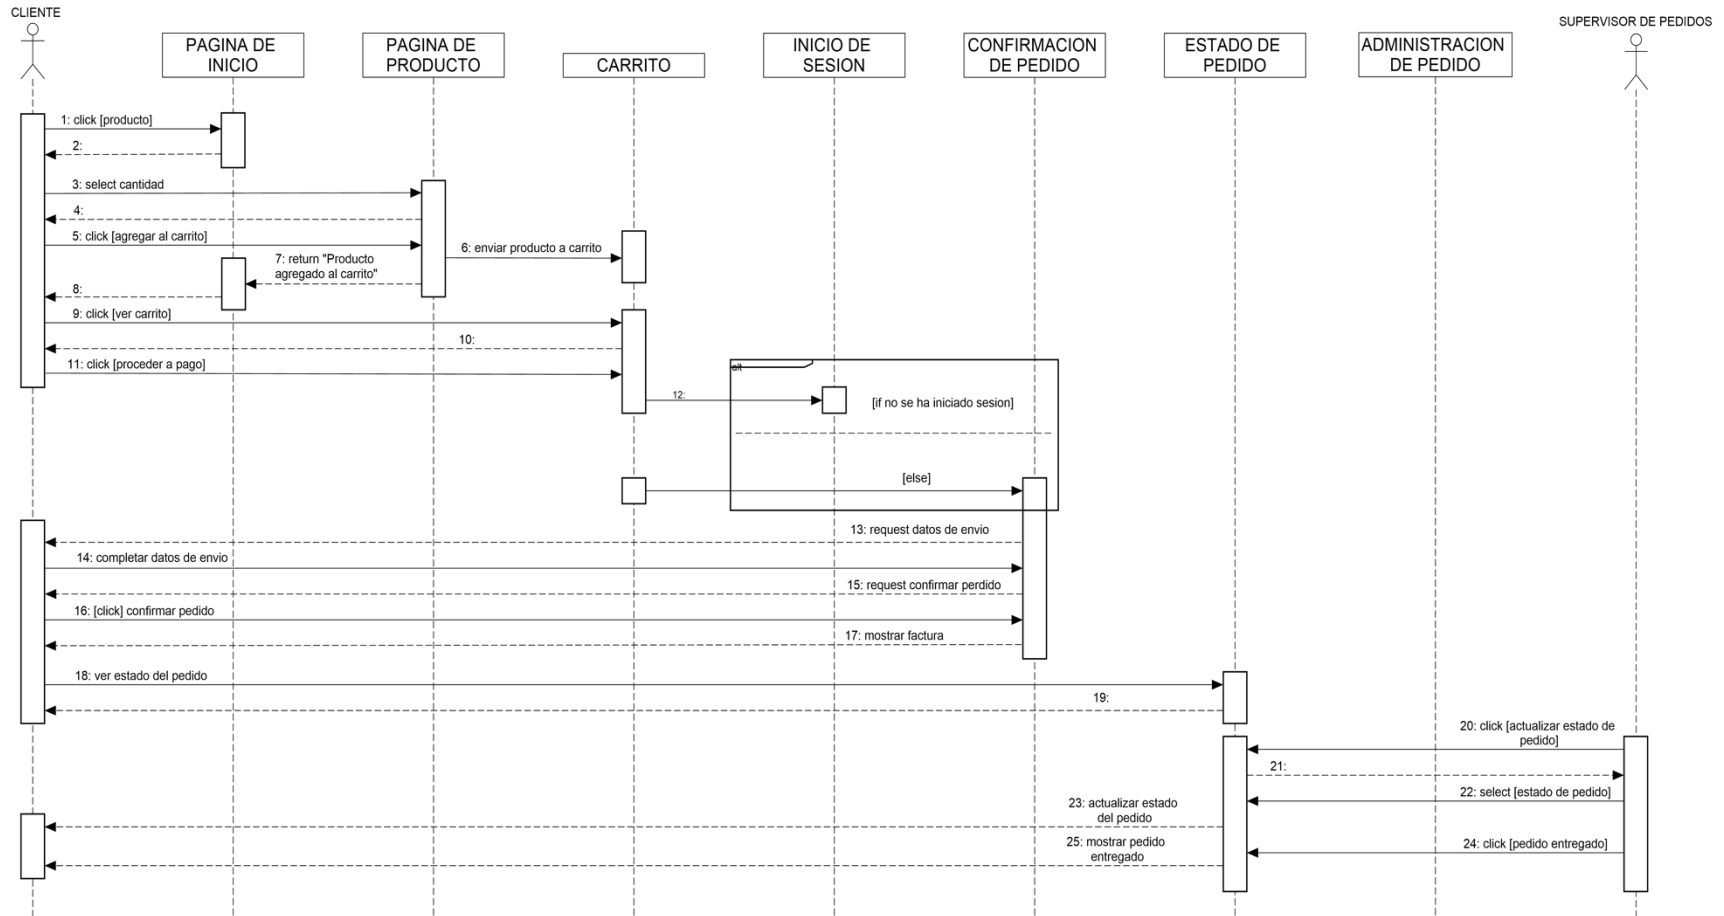 CLIENTE
SUPERVISOR DE PEDIDOS
PAGINA DE
INICIO
PAGINA DE
PRODUCTO
CARRITO
INICIO DE
SESION
CONFIRMACION
DE PEDIDO
ESTADO DE
PEDIDO
ADMINISTRACION
DE PEDIDO
1: click [producto]
2:
3: select cantidad
4:
5: click [agregar al carrito]
6: enviar producto a carrito
7: return "Producto
agregado al carrito"
8:
9: click [ver carrito]
10:
11: click [proceder a pago]
alt
12:
[if no se ha iniciado sesion]
[else]
13: request datos de envio
14: completar datos de envio
15: request confirmar perdido
16: [click] confirmar pedido
17: mostrar factura
18: ver estado del pedido
19:
20: click [actualizar estado de
pedido]
21:
22: select [estado de pedido]
23: actualizar estado
del pedido
24: click [pedido entregado]
25: mostrar pedido
entregado